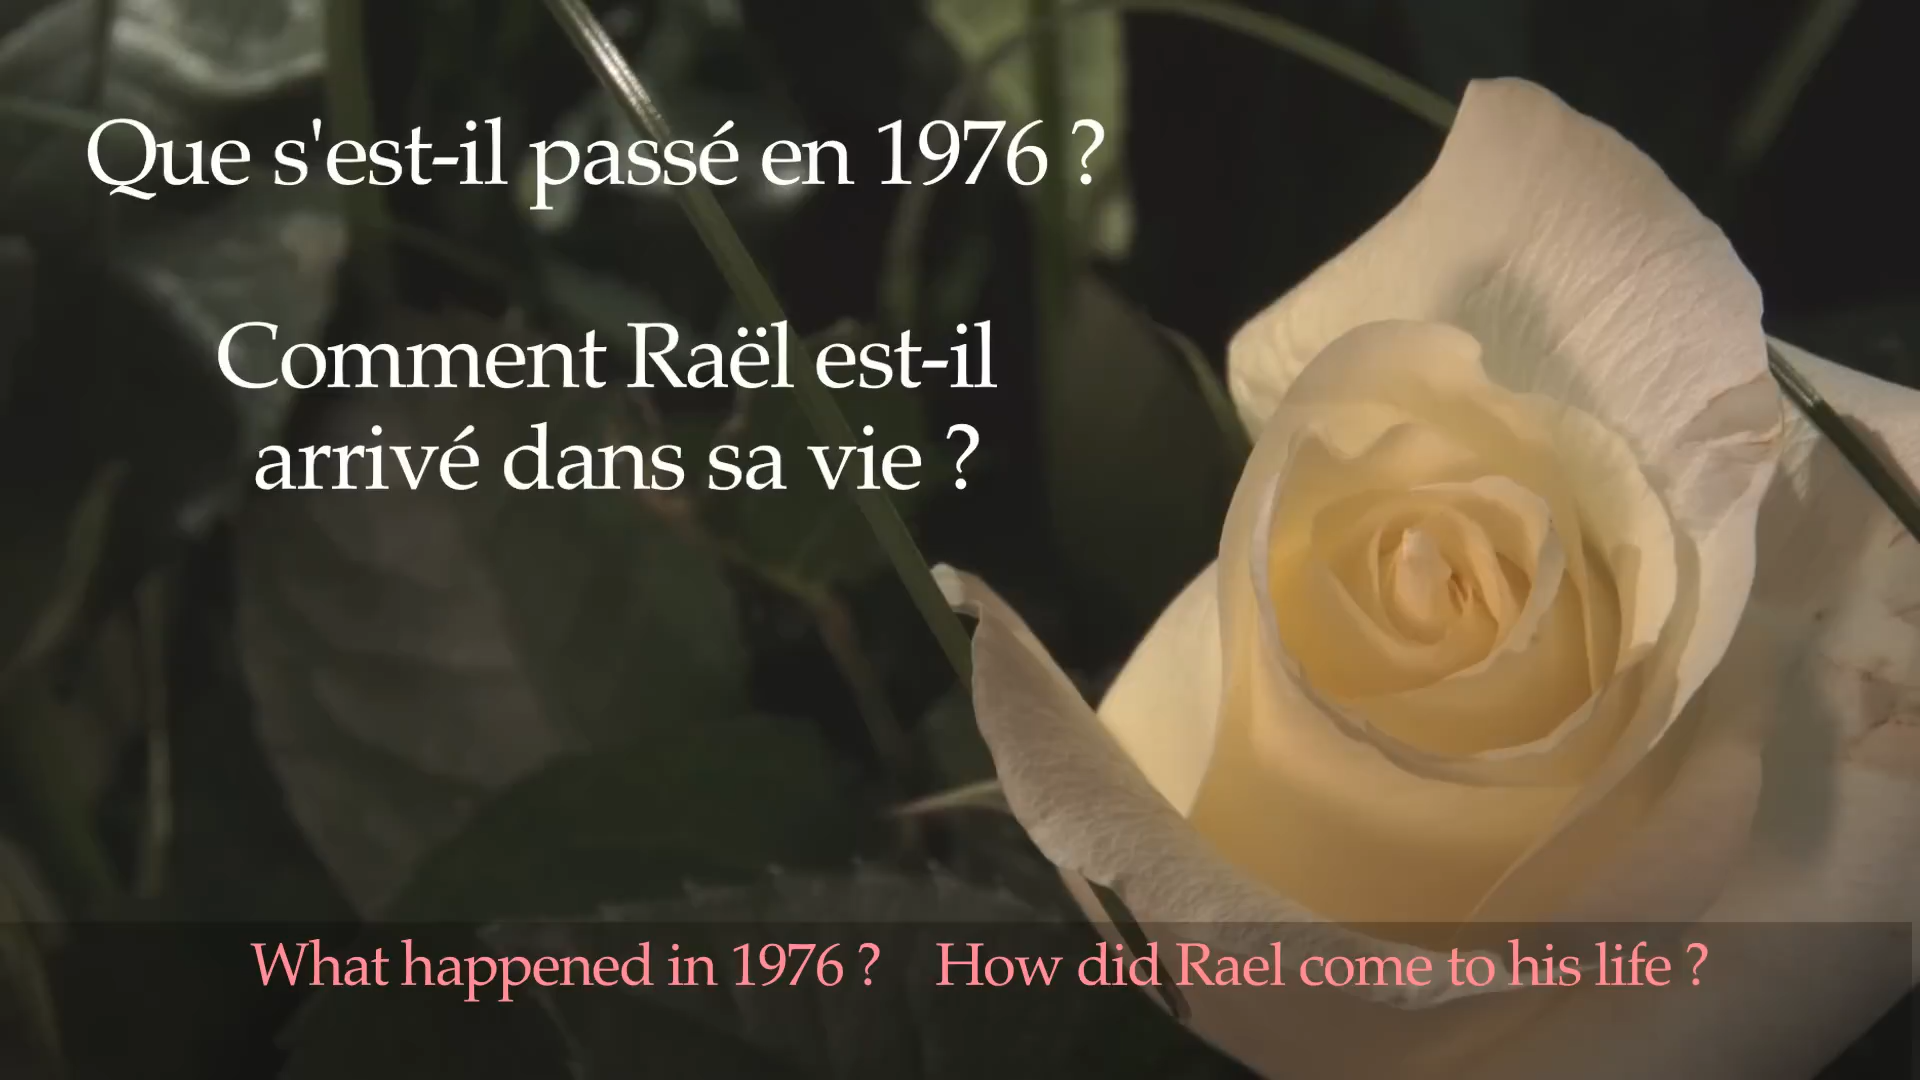 Que s'est-il passé en 1976 ?
Comment Raël est-il
arrivé dans sa vie ?
What happened in 1976 ? How did Rael come to his life ?